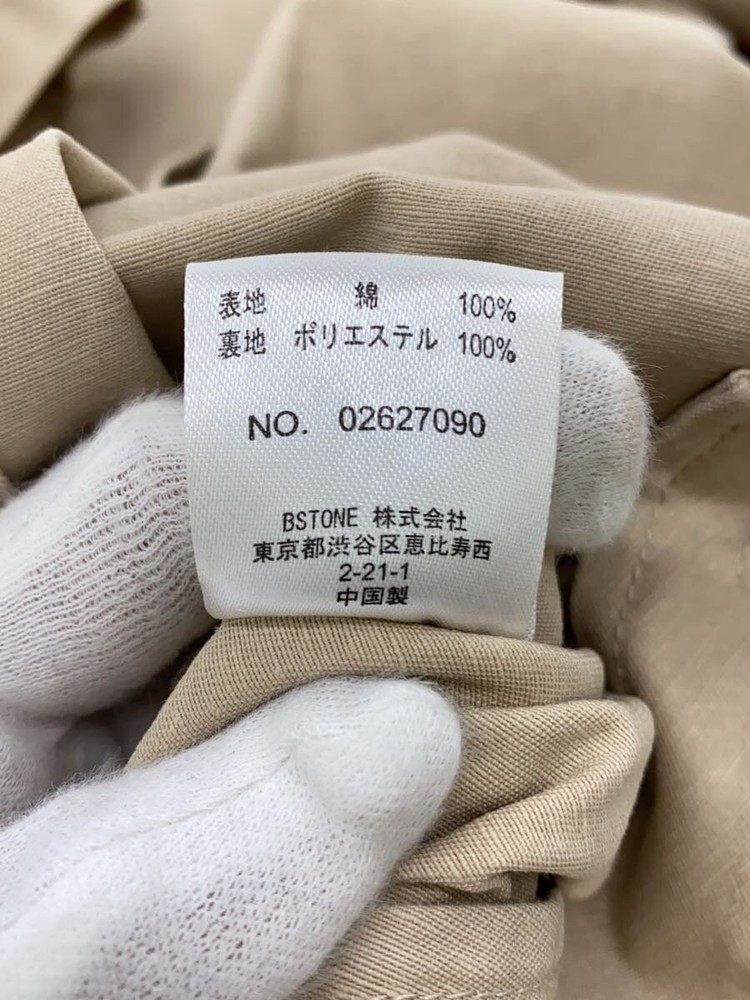 表地 綿 100%
裏地 ポリエステル 100%
NO. 02627090
BSTONE 株式会社
東京都渋谷区恵比寿西
2-21-1
中国製